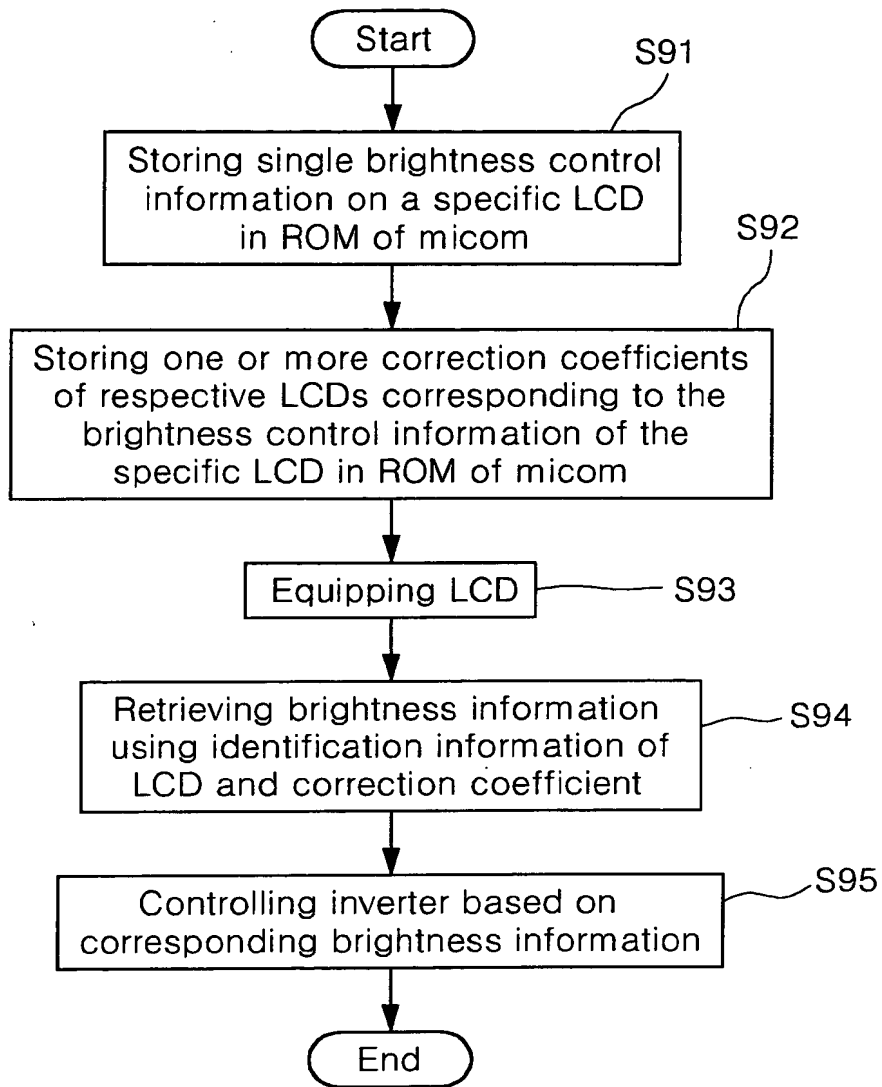 Start
S91
Storing single brightness control
information on a specific LCD
in ROM of micom
S92
Storing one or more correction coefficients
of respective LCDs corresponding to the
brightness control information of the
specific LCD in ROM of micom
Equipping LCD
S93
Retrieving brightness information
using identification information of
LCD and correction coefficient
S94
Controlling inverter based on
corresponding brightness information
S95
End